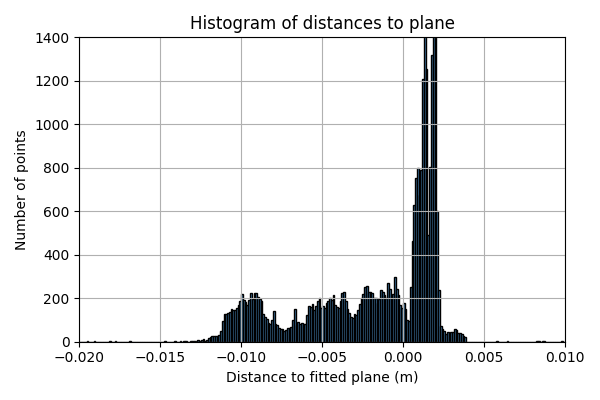 Histogram of distances to plane
1400
1200
1000
800
600
400
200
0
Number of points
−0.020 −0.015 −0.010 −0.005 0.000 0.005 0.010
Distance to fitted plane (m)